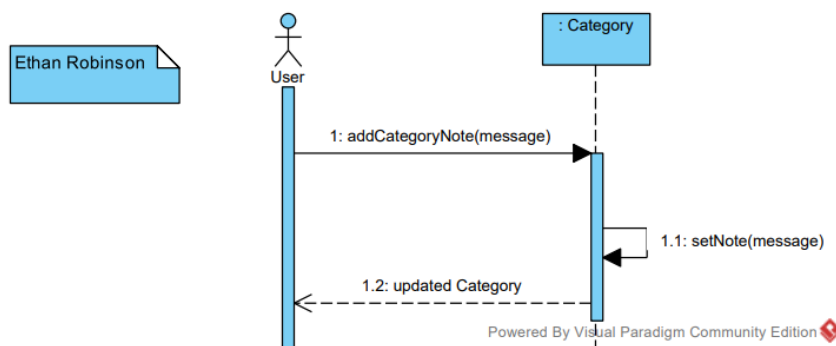 : Category
Ethan Robinson
User
1: addCategoryNote(message)
1.1: setNote(message)
1.2: updated Category
Powered By Visual Paradigm Community Edition